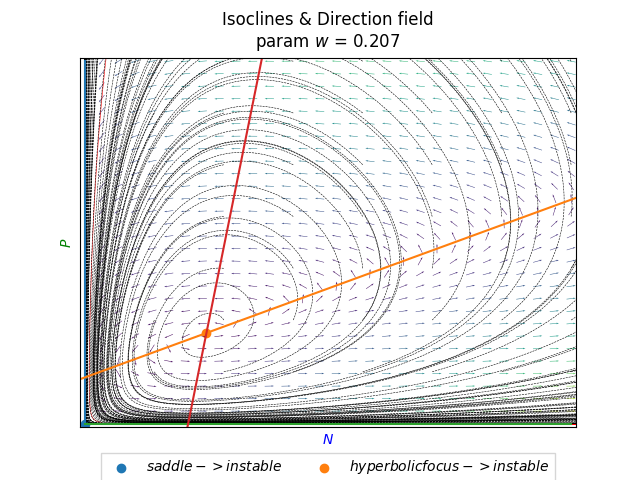 Isoclines & Direction field
param w = 0.207
P
N
saddle−>instable
hyperbolicfocus−>instable